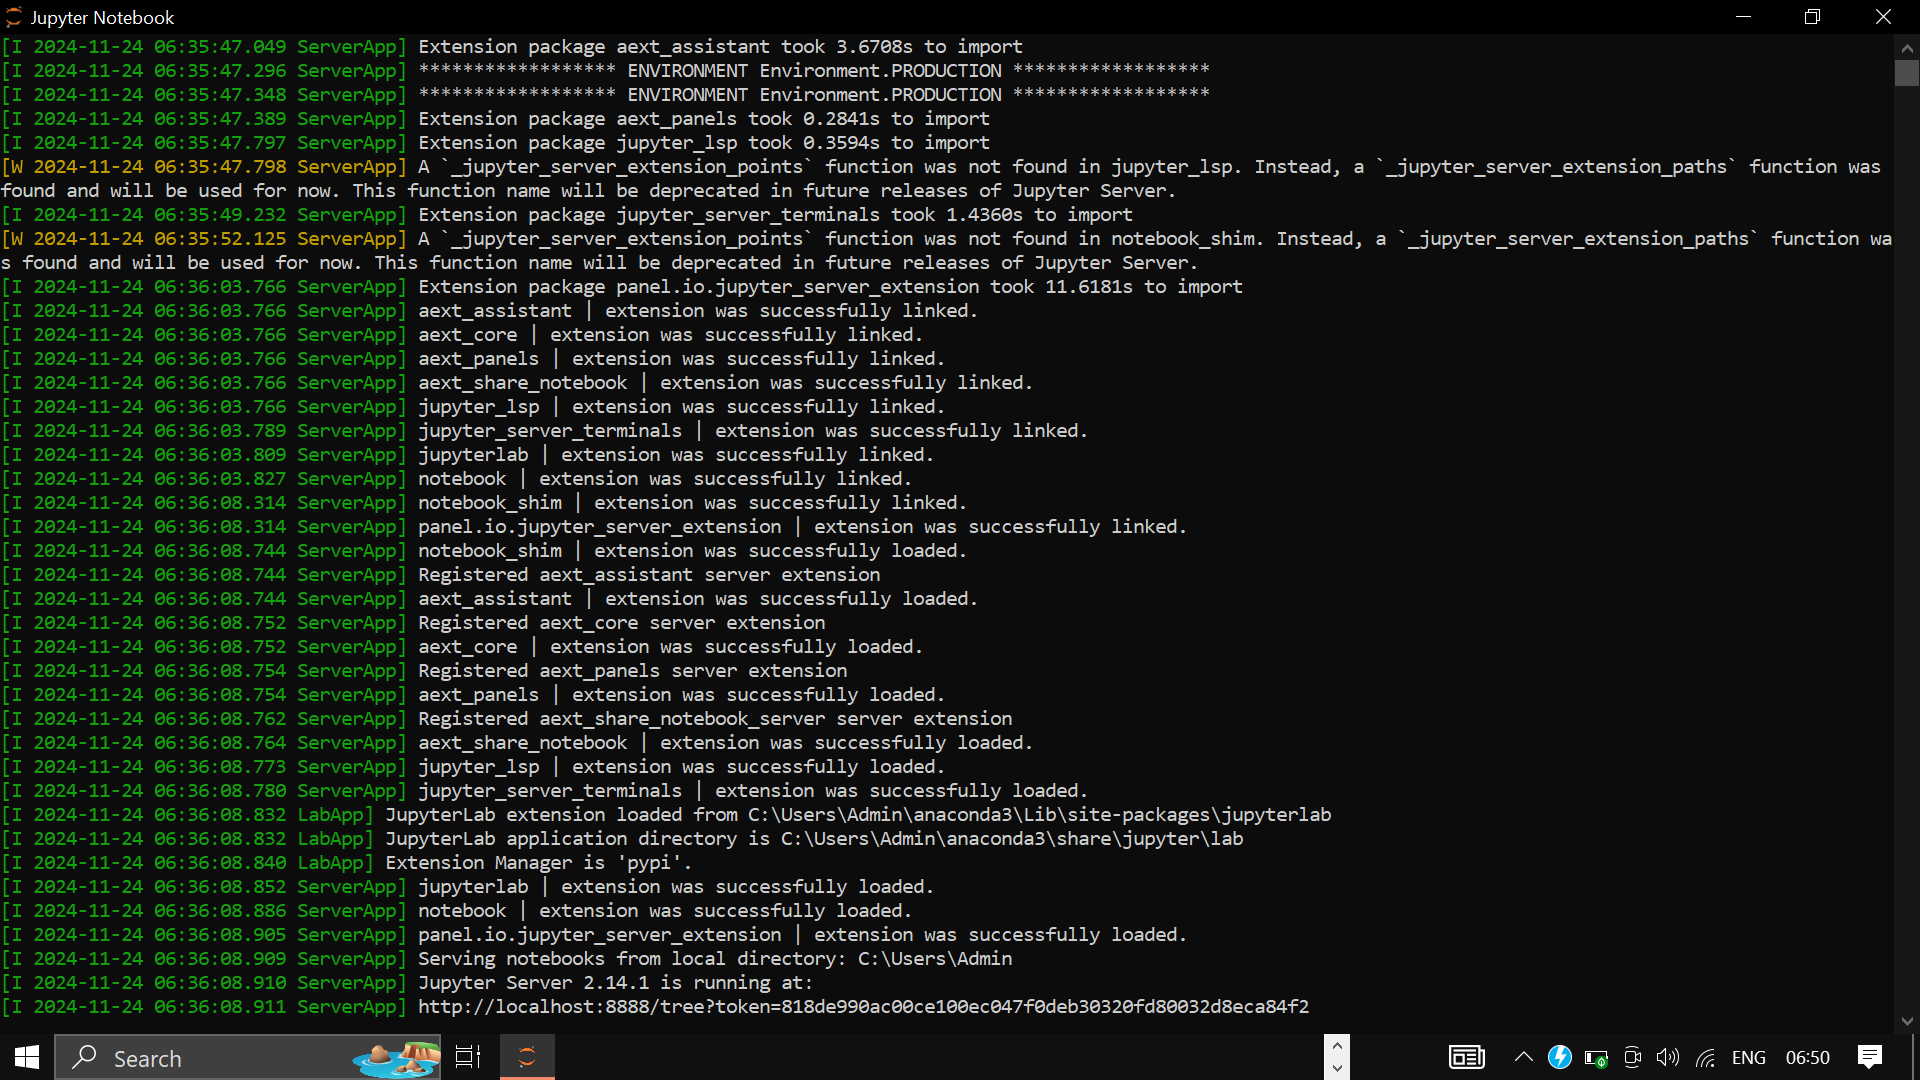 Jupyter Notebook
[I 2024-11-24 06:35:47.049 ServerApp] Extension package aext_assistant took 3.6708s to import
[I 2024-11-24 06:35:47.296 ServerApp] ****************** ENVIRONMENT Environment.PRODUCTION ******************
[I 2024-11-24 06:35:47.348 ServerApp] ****************** ENVIRONMENT Environment.PRODUCTION ******************
[I 2024-11-24 06:35:47.389 ServerApp] Extension package aext_panels took 0.2841s to import
[I 2024-11-24 06:35:47.797 ServerApp] Extension package jupyter_lsp took 0.3594s to import
[W 2024-11-24 06:35:47.798 ServerApp] A `_jupyter_server_extension_points` function was not found in jupyter_lsp. Instead, a `_jupyter_server_extension_paths` function was
found and will be used for now. This function name will be deprecated in future releases of Jupyter Server.
[I 2024-11-24 06:35:49.232 ServerApp] Extension package jupyter_server_terminals took 1.4360s to import
[W 2024-11-24 06:35:52.125 ServerApp] A `_jupyter_server_extension_points` function was not found in notebook_shim. Instead, a `_jupyter_server_extension_paths` function wa
s found and will be used for now. This function name will be deprecated in future releases of Jupyter Server.
[I 2024-11-24 06:36:03.766 ServerApp] Extension package panel.io.jupyter_server_extension took 11.6181s to import
[I 2024-11-24 06:36:03.766 ServerApp] aext_assistant | extension was successfully linked.
[I 2024-11-24 06:36:03.766 ServerApp] aext_core | extension was successfully linked.
[I 2024-11-24 06:36:03.766 ServerApp] aext_panels | extension was successfully linked.
[I 2024-11-24 06:36:03.766 ServerApp] aext_share_notebook | extension was successfully linked.
[I 2024-11-24 06:36:03.766 ServerApp] jupyter_lsp | extension was successfully linked.
[I 2024-11-24 06:36:03.789 ServerApp] jupyter_server_terminals | extension was successfully linked.
[I 2024-11-24 06:36:03.809 ServerApp] jupyterlab | extension was successfully linked.
[I 2024-11-24 06:36:03.827 ServerApp] notebook | extension was successfully linked.
[I 2024-11-24 06:36:08.314 ServerApp] notebook_shim | extension was successfully linked.
[I 2024-11-24 06:36:08.314 ServerApp] panel.io.jupyter_server_extension | extension was successfully linked.
[I 2024-11-24 06:36:08.744 ServerApp] notebook_shim | extension was successfully loaded.
[I 2024-11-24 06:36:08.744 ServerApp] Registered aext_assistant server extension
[I 2024-11-24 06:36:08.744 ServerApp] aext_assistant | extension was successfully loaded.
[I 2024-11-24 06:36:08.752 ServerApp] Registered aext_core server extension
[I 2024-11-24 06:36:08.752 ServerApp] aext_core | extension was successfully loaded.
[I 2024-11-24 06:36:08.754 ServerApp] Registered aext_panels server extension
[I 2024-11-24 06:36:08.754 ServerApp] aext_panels | extension was successfully loaded.
[I 2024-11-24 06:36:08.762 ServerApp] Registered aext_share_notebook_server server extension
[I 2024-11-24 06:36:08.764 ServerApp] aext_share_notebook | extension was successfully loaded.
[I 2024-11-24 06:36:08.773 ServerApp] jupyter_lsp | extension was successfully loaded.
[I 2024-11-24 06:36:08.780 ServerApp] jupyter_server_terminals | extension was successfully loaded.
[I 2024-11-24 06:36:08.832 LabApp] JupyterLab extension loaded from C:\Users\Admin\anaconda3\Lib\site-packages\jupyterlab
[I 2024-11-24 06:36:08.832 LabApp] JupyterLab application directory is C:\Users\Admin\anaconda3\share\jupyter\lab
[I 2024-11-24 06:36:08.840 LabApp] Extension Manager is 'pypi'.
[I 2024-11-24 06:36:08.852 ServerApp] jupyterlab | extension was successfully loaded.
[I 2024-11-24 06:36:08.886 ServerApp] notebook | extension was successfully loaded.
[I 2024-11-24 06:36:08.905 ServerApp] panel.io.jupyter_server_extension | extension was successfully loaded.
[I 2024-11-24 06:36:08.909 ServerApp] Serving notebooks from local directory: C:\Users\Admin
[I 2024-11-24 06:36:08.910 ServerApp] Jupyter Server 2.14.1 is running at:
[I 2024-11-24 06:36:08.911 ServerApp] http://localhost:8888/tree?token=818de990ac00ce100ec047f0deb30320fd80032d8eca84f2
Search
ENG 06:50